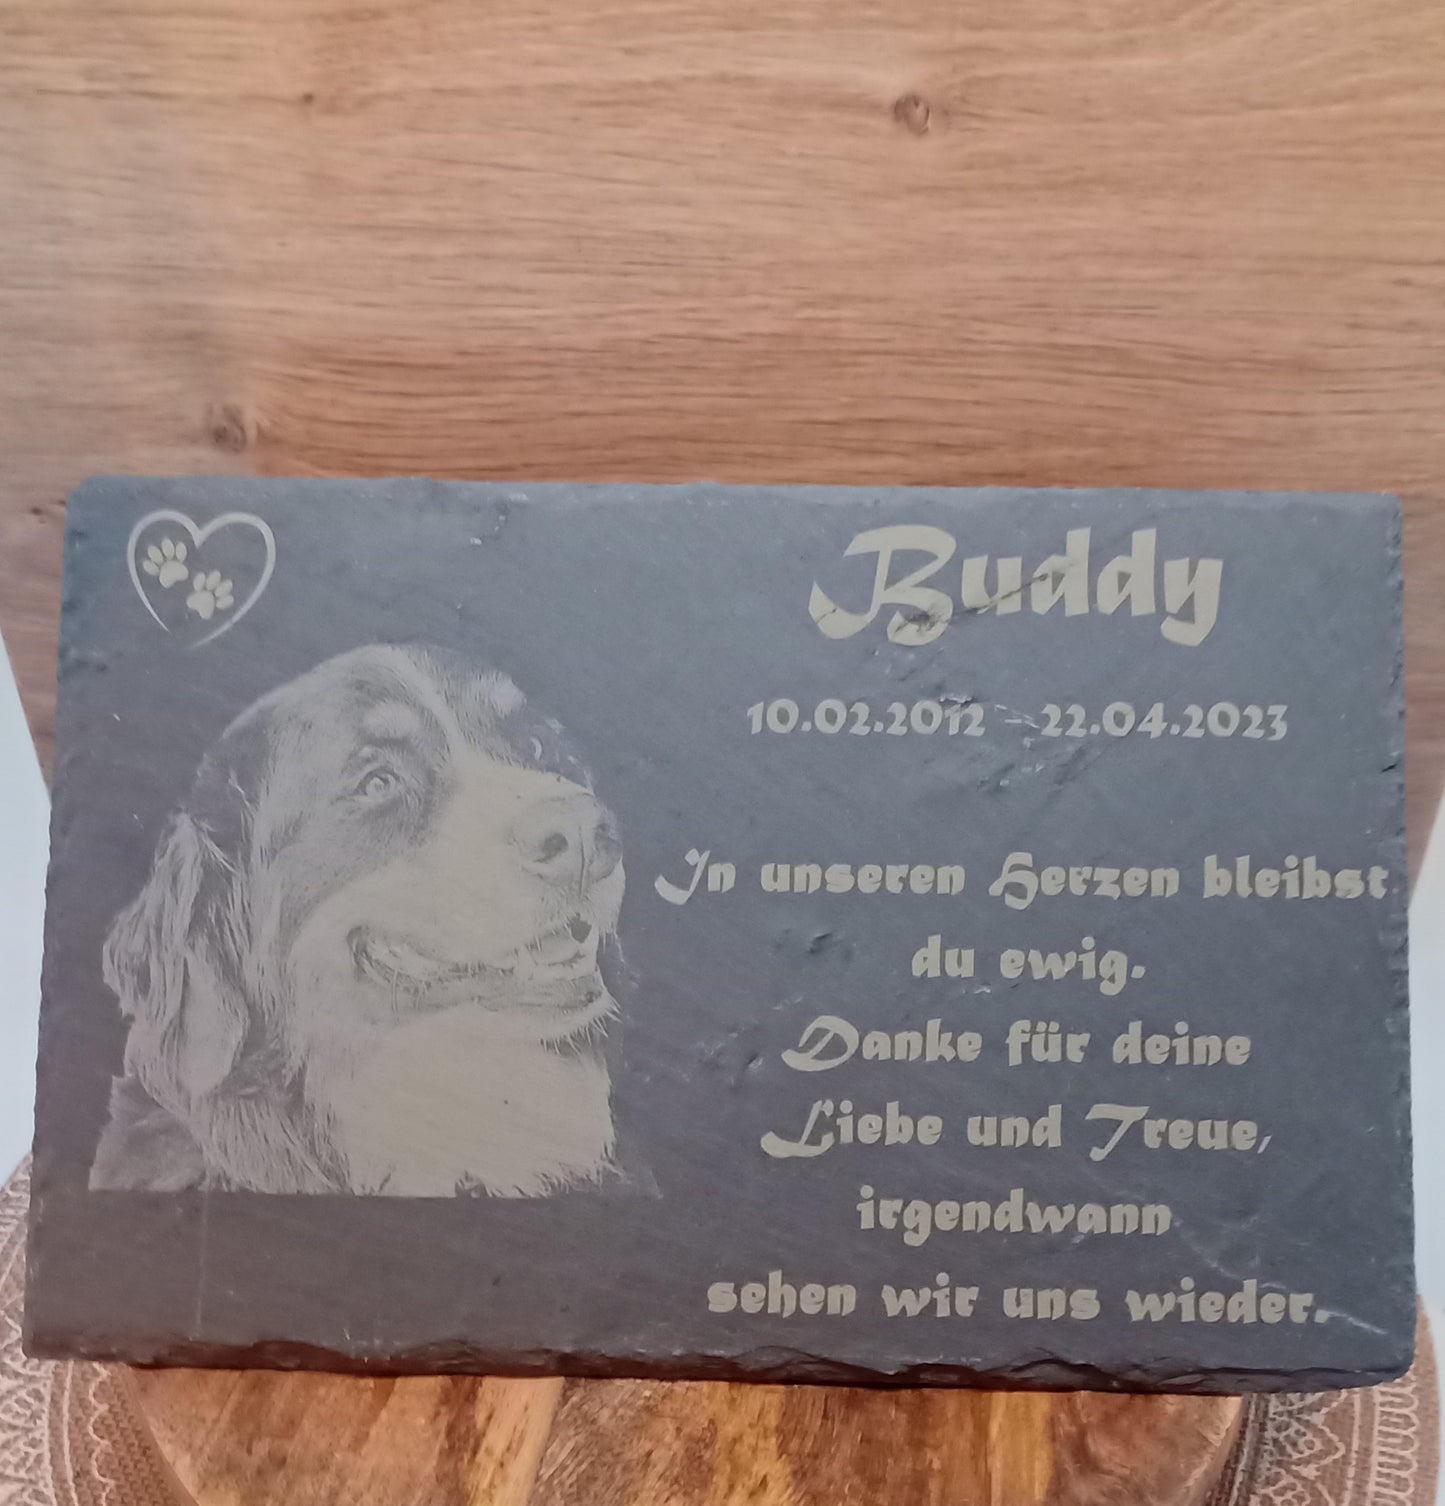 Buddy
10.02.2012 - 22.04.2023
In unseren Herzen bleibst
du ewig.
Danke für deine
Liebe und Treue,
irgendwann
sehen wir uns wieder.